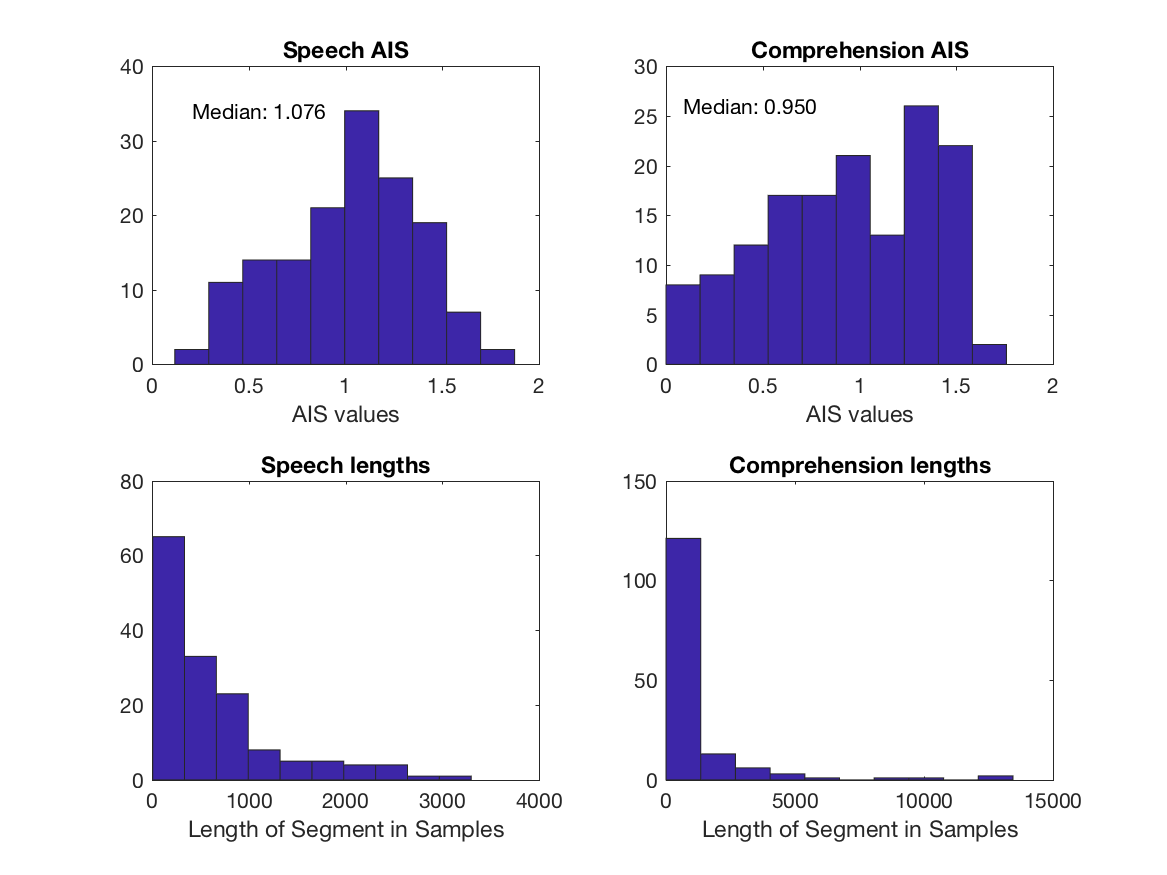 Speech AIS
40
30
20
10
0
Median: 1.076
0 0.5 1 1.5 2
AIS values
Comprehension AIS
30
25
20
15
10
5
0
Median: 0.950
0 0.5 1 1.5 2
AIS values
Speech lengths
80
60
40
20
0
0 1000 2000 3000 4000
Length of Segment in Samples
Comprehension lengths
150
100
50
0
0 5000 10000 15000
Length of Segment in Samples